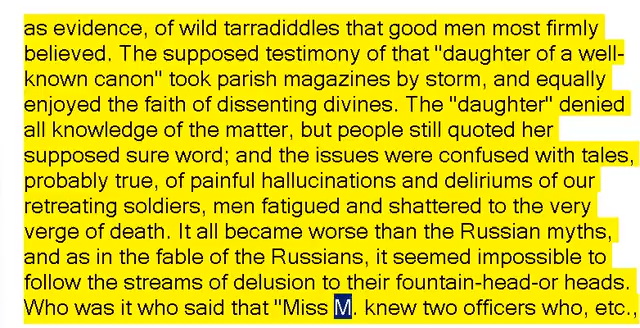 as evidence, of wild tarradiddles that good men most firmly
believed. The supposed testimony of that "daughter of a well-
known canon" took parish magazines by storm, and equally
enjoyed the faith of dissenting divines. The "daughter" denied
all knowledge of the matter, but people still quoted her
supposed sure word; and the issues were confused with tales,
probably true, of painful hallucinations and deliriums of our
retreating soldiers, men fatigued and shattered to the very
verge of death. It all became worse than the Russian myths,
and as in the fable of the Russians, it seemed impossible to
follow the streams of delusion to their fountain-head-or heads.
Who was it who said that "Miss M. knew two officers who, etc.,